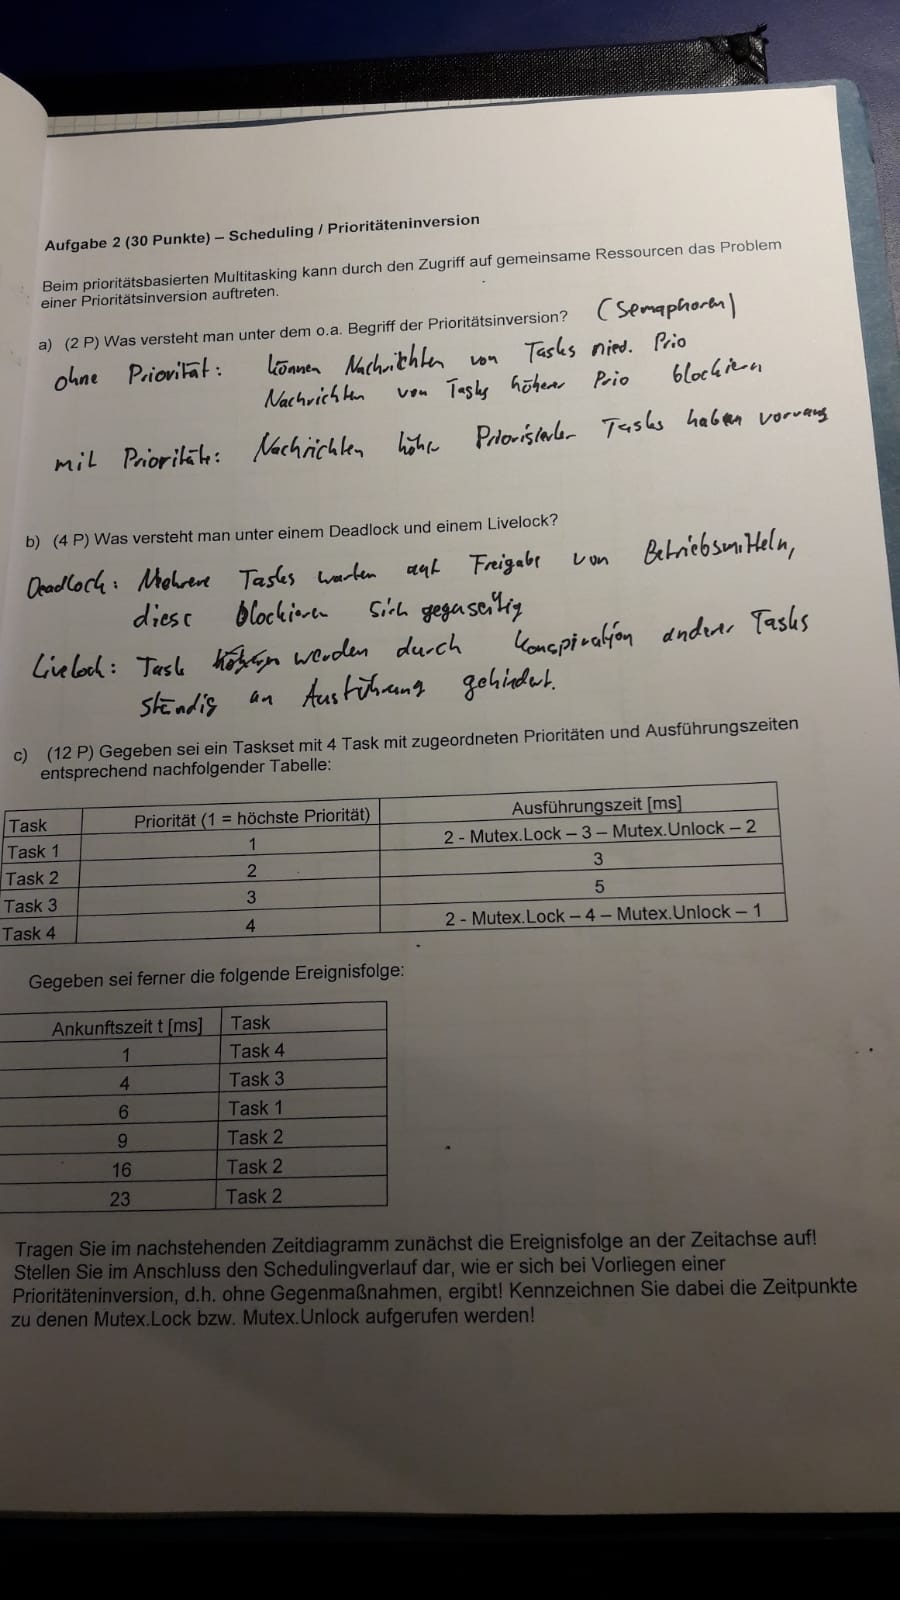 Aufgabe 2 (30 Punkte) – Scheduling / Prioritäteninversion
Beim prioritätsbasierten Multitasking kann durch den Zugriff auf gemeinsame Ressourcen das Problem
einer Prioritätsinversion auftreten.
a) (2 P) Was versteht man unter dem o.a. Begriff der Prioritätsinversion? (Semaphoren)
ohne Priorität: können Nachrichten von Tasks nied. Prio
Nachrichten von Tasks höherer Prio blockieren
mit Priorität: Nachrichten höher Priorisierter Tasks haben vorrang
b) (4 P) Was versteht man unter einem Deadlock und einem Livelock?
Deadlock: Mehrere Tasks warten auf Freigabe von Betriebsmitteln,
diese blockieren sich gegenseitig
Livelock: Task werden durch Konspiration anderer Tasks
ständig an Ausführung gehindert.
c) (12 P) Gegeben sei ein Taskset mit 4 Task mit zugeordneten Prioritäten und Ausführungszeiten
entsprechend nachfolgender Tabelle:
Task Priorität (1 = höchste Priorität) Ausführungszeit [ms]
Task 1 1 2 - Mutex.Lock – 3 – Mutex.Unlock – 2
Task 2 2 3
Task 3 3 5
Task 4 4 2 - Mutex.Lock – 4 – Mutex.Unlock – 1
Gegeben sei ferner die folgende Ereignisfolge:
Ankunftszeit t [ms] Task
1 Task 4
4 Task 3
6 Task 1
9 Task 2
16 Task 2
23 Task 2
Tragen Sie im nachstehenden Zeitdiagramm zunächst die Ereignisfolge an der Zeitachse auf!
Stellen Sie im Anschluss den Schedulingverlauf dar, wie er sich bei Vorliegen einer
Prioritäteninversion, d.h. ohne Gegenmaßnahmen, ergibt! Kennzeichnen Sie dabei die Zeitpunkte
zu denen Mutex.Lock bzw. Mutex.Unlock aufgerufen werden!